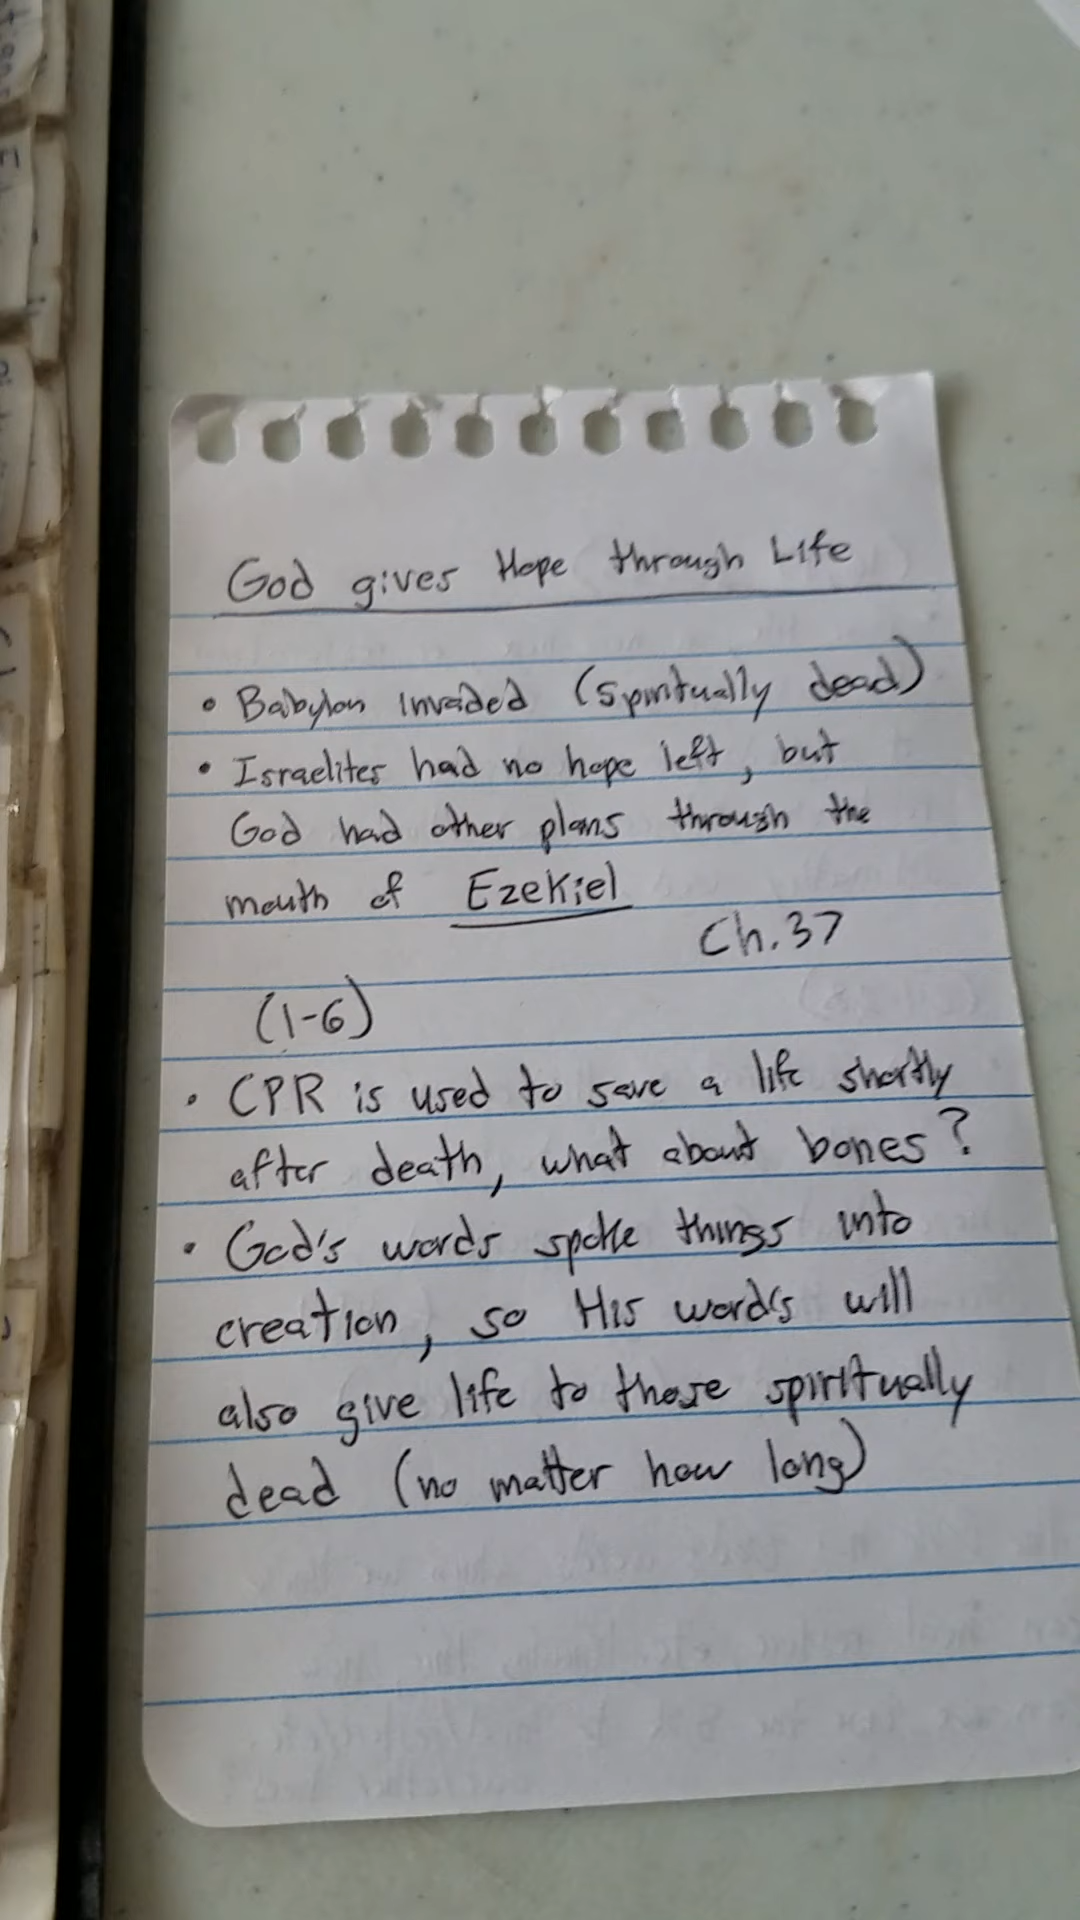 God gives Hope through Life
• Babylon invaded (Spiritually dead)
• Israelites had no hope left, but
God had other plans through the
mouth of Ezekiel
Ch. 37
(1-6)
• CPR is used to save a life shortly
after death, what about bones?
• God's words spoke things into
creation, so His words will
also give life to those spiritually
dead (no matter how long)